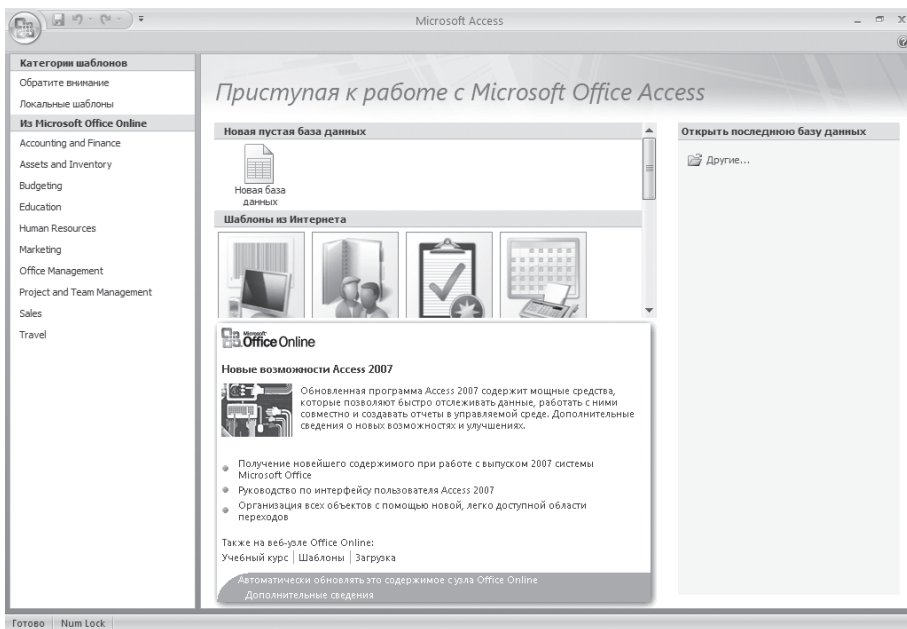 Microsoft Access
Категории шаблонов
Обратите внимание
Локальные шаблоны
Из Microsoft Office Online
Accounting and Finance
Assets and Inventory
Budgeting
Education
Human Resources
Marketing
Office Management
Project and Team Management
Sales
Travel
Приступая к работе с Microsoft Office Access
Новая пустая база данных
Новая база
данных
Шаблоны из Интернета
Microsoft
Office Online
Новые возможности Access 2007
Обновленная программа Access 2007 содержит мощные средства,
которые позволяют быстро отслеживать данные, работать с ними
совместно и создавать отчеты в управляемой среде. Дополнительные
сведения о новых возможностях и улучшениях.
Получение новейшего содержимого при работе с выпуском 2007 системы
Microsoft Office
Руководство по интерфейсу пользователя Access 2007
Организация всех объектов с помощью новой, легко доступной области
переходов
Также на веб-узле Office Online:
Учебный курс | Шаблоны | Загрузка
Автоматически обновлять это содержимое с узла Office Online
Дополнительные сведения
Открыть последнюю базу данных
Другие...
Готово
Num Lock